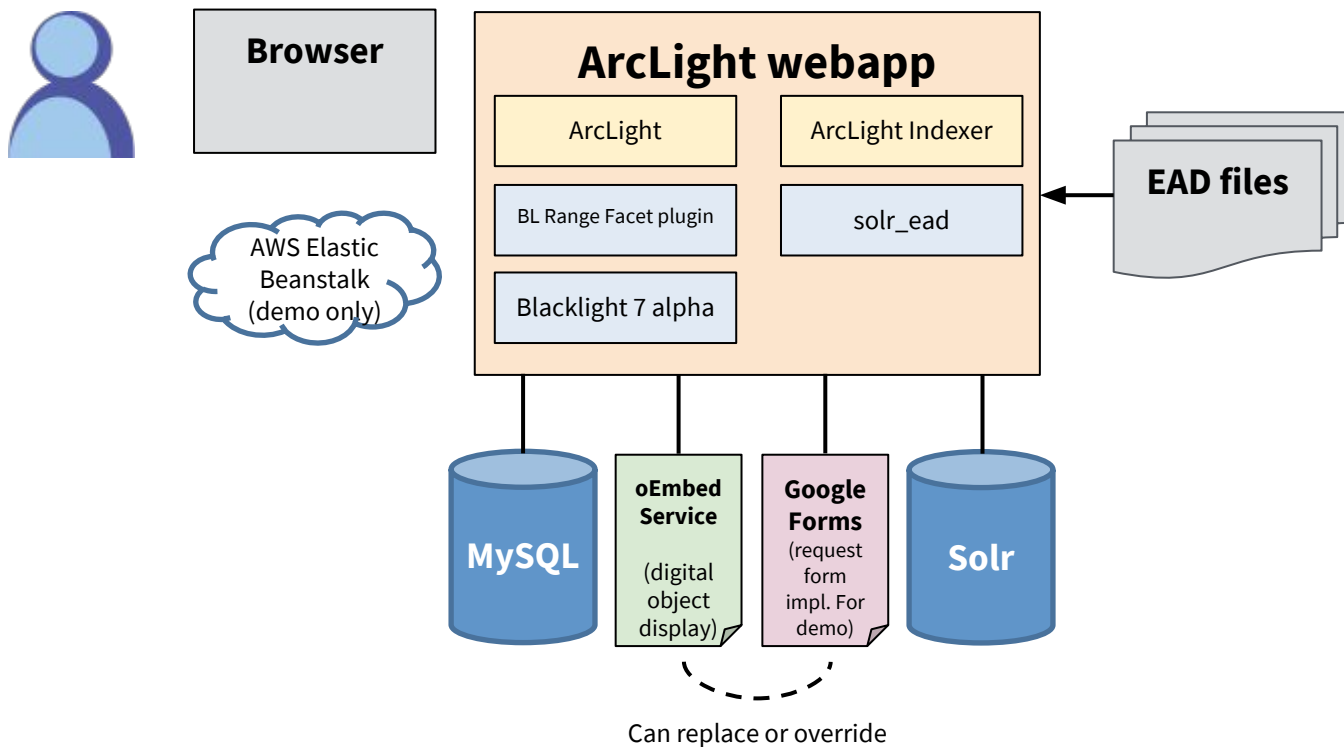 Browser
ArcLight webapp
ArcLight
ArcLight Indexer
BL Range Facet plugin
solr_ead
Blacklight 7 alpha
EAD files
AWS Elastic
Beanstalk
(demo only)
MySQL
oEmbed
Service
(digital
object
display)
Google
Forms
(request
form
impl. For
demo)
Solr
Can replace or override